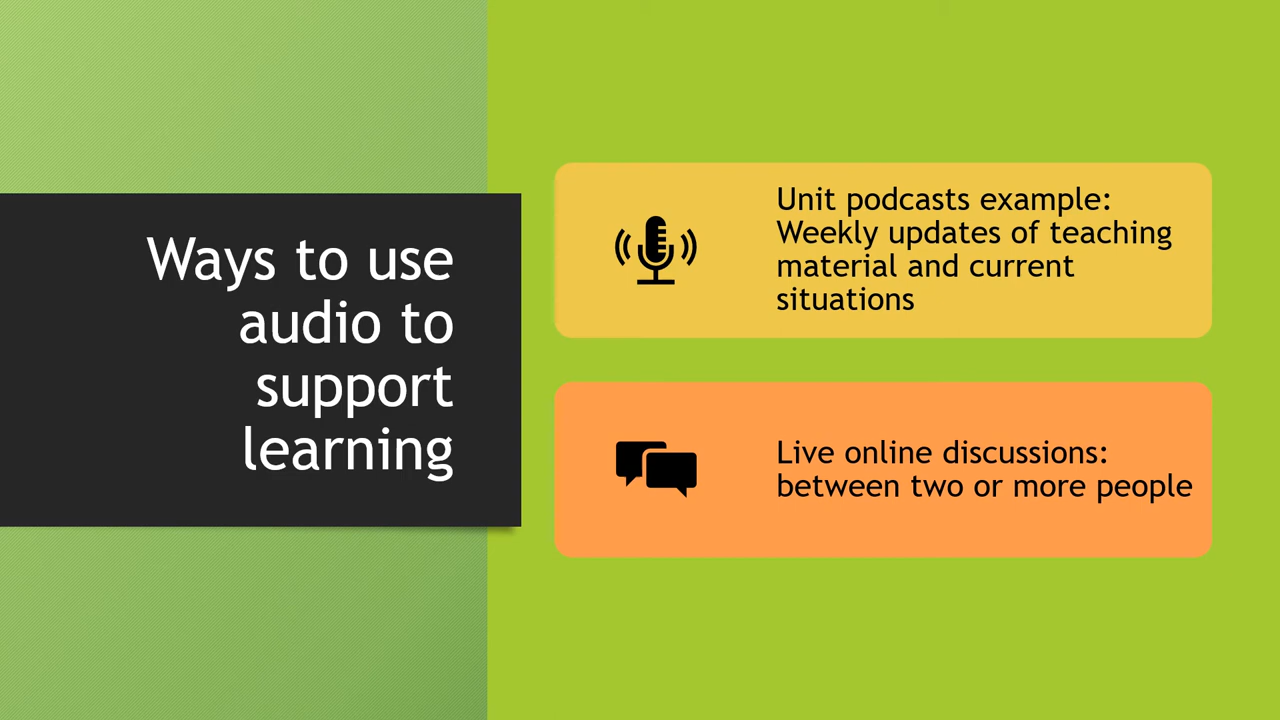 Ways to use
audio to
support
learning
Unit podcasts example:
Weekly updates of teaching
material and current
situations
Live online discussions:
between two or more people